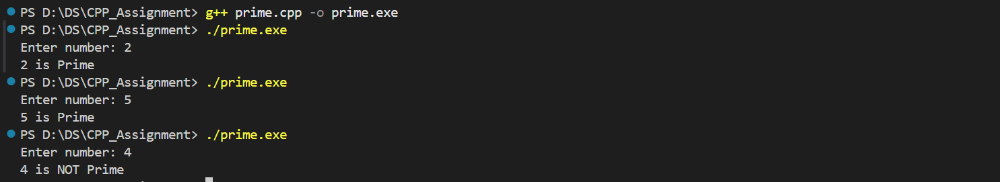 PS D:\DS\CPP_Assignment> g++ prime.cpp -o prime.exe
PS D:\DS\CPP_Assignment> ./prime.exe
Enter number: 2
2 is Prime
PS D:\DS\CPP_Assignment> ./prime.exe
Enter number: 5
5 is Prime
PS D:\DS\CPP_Assignment> ./prime.exe
Enter number: 4
4 is NOT Prime